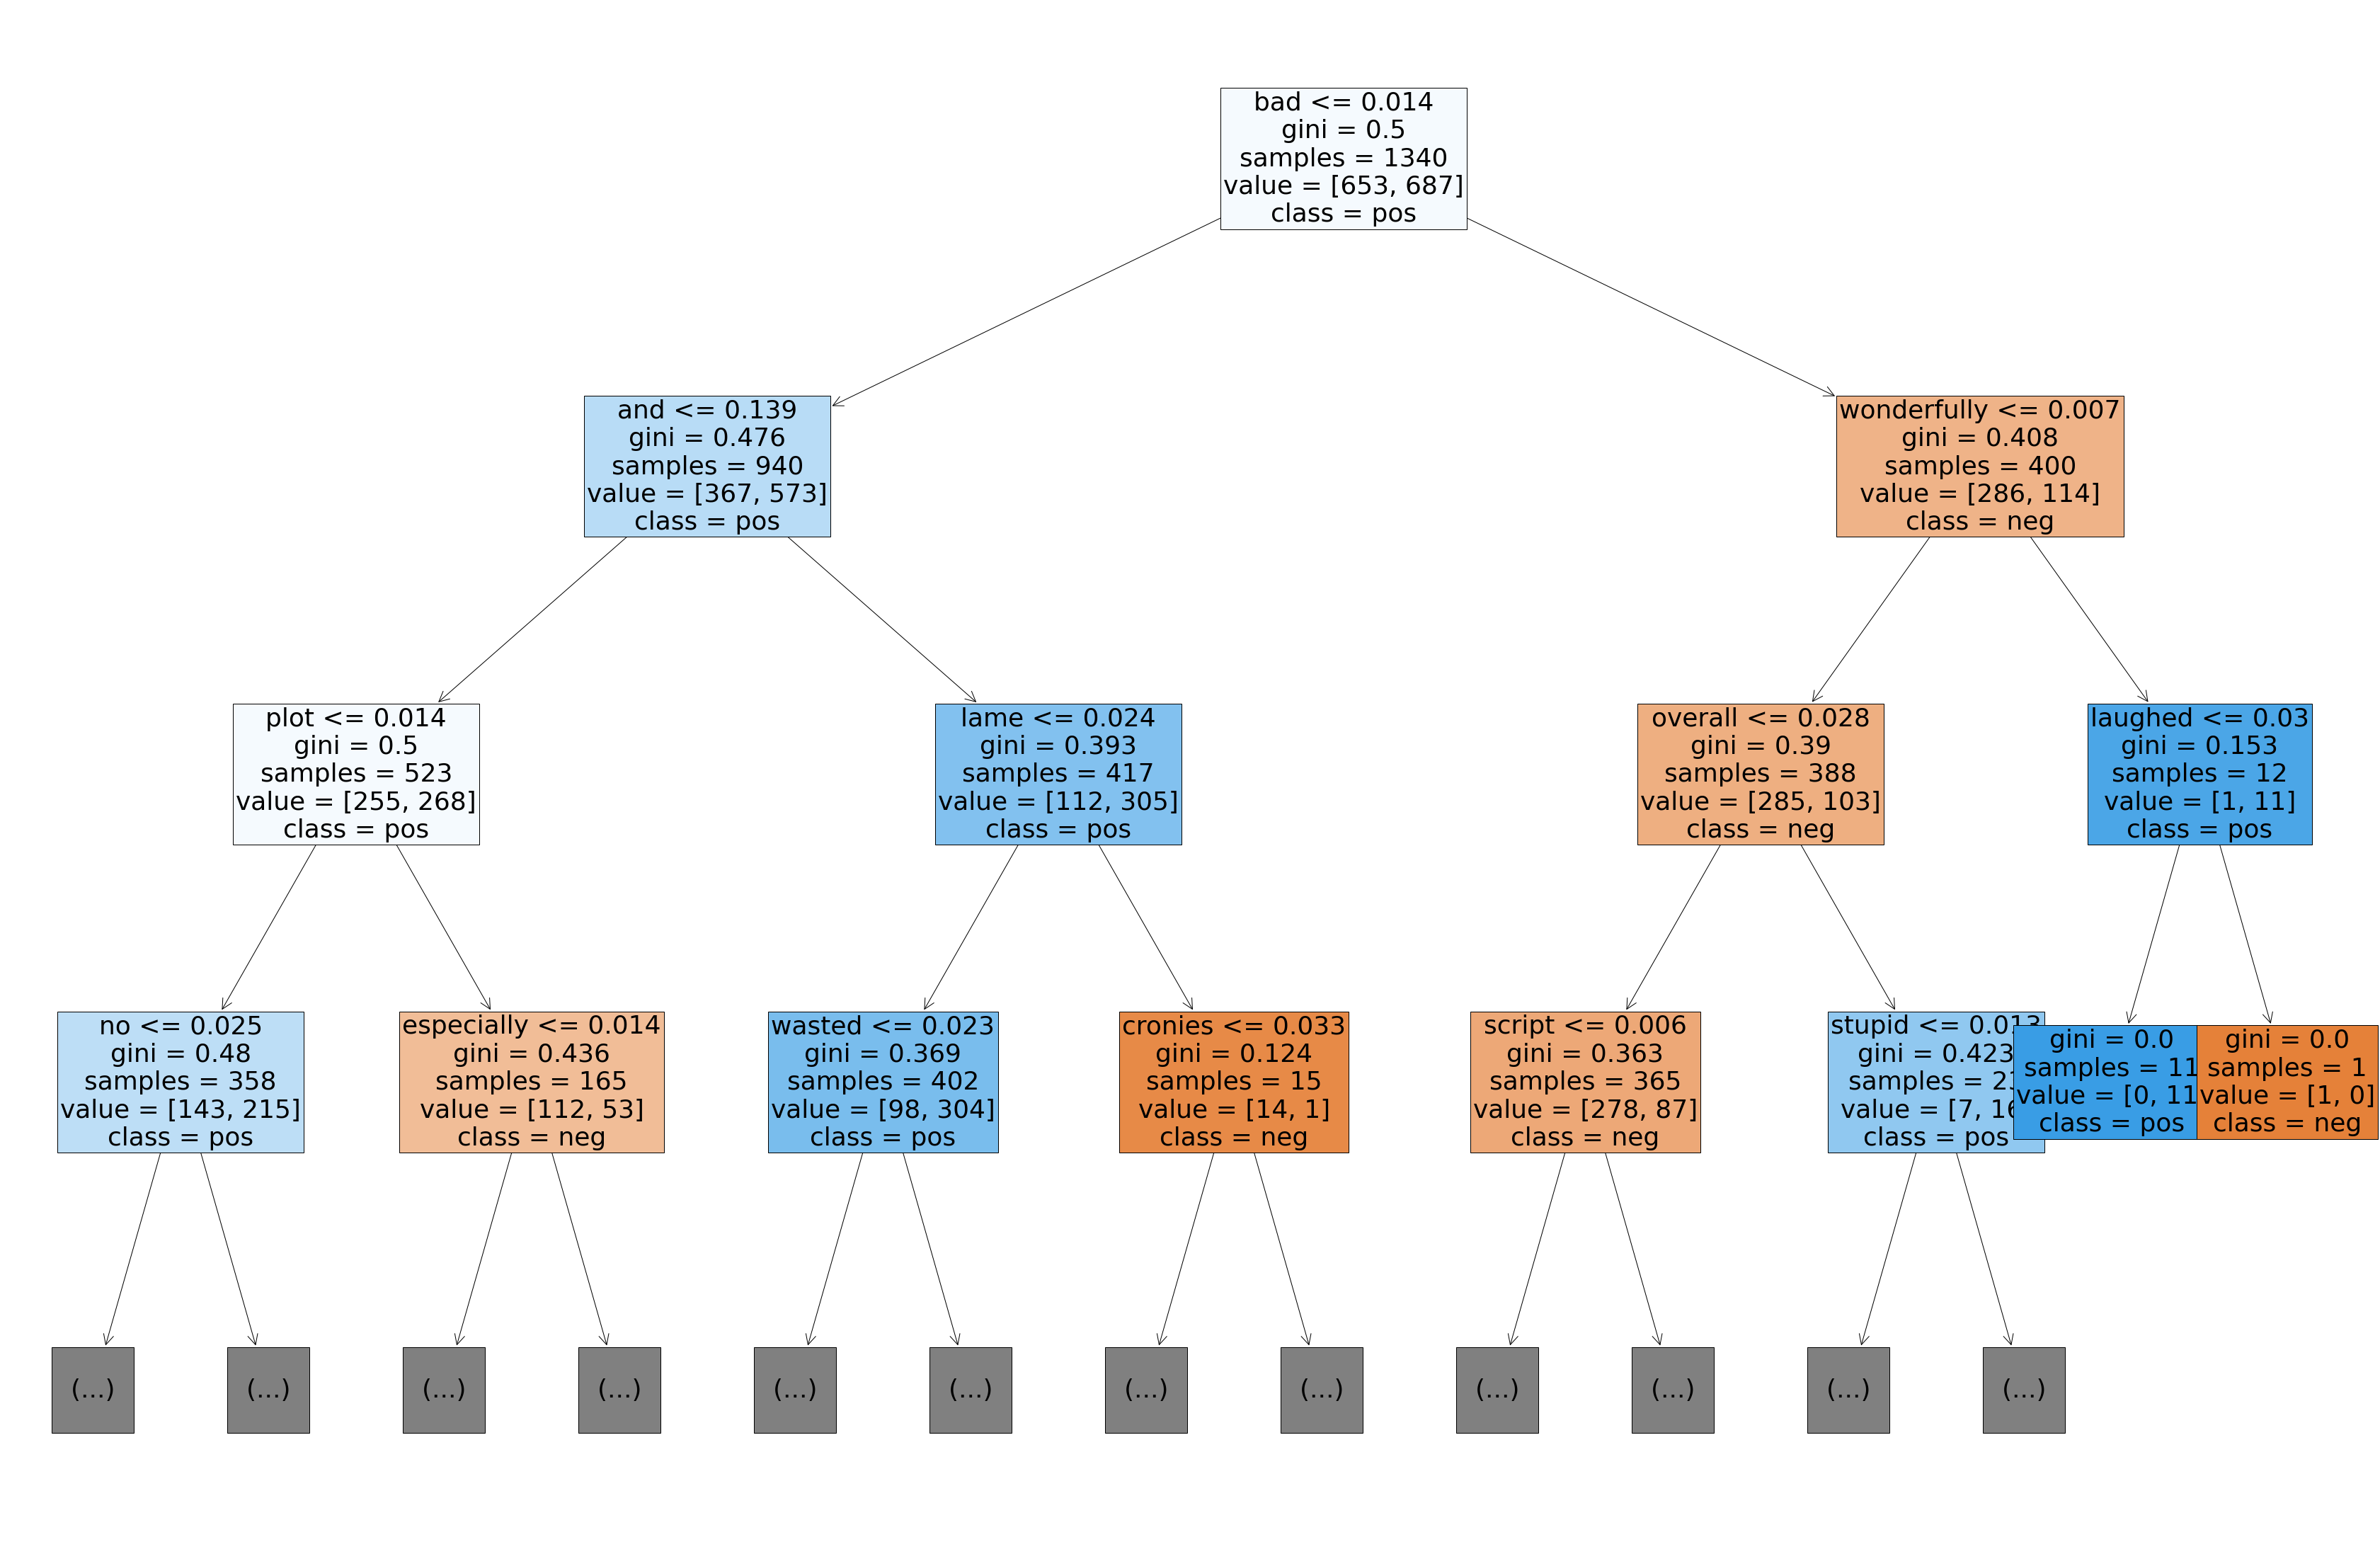 bad <= 0.014
gini = 0.5
samples = 1340
value = [653, 687]
class = pos
and <= 0.139
gini = 0.476
samples = 940
value = [367, 573]
class = pos
wonderfully <= 0.007
gini = 0.408
samples = 400
value = [286, 114]
class = neg
plot <= 0.014
gini = 0.5
samples = 523
value = [255, 268]
class = pos
lame <= 0.024
gini = 0.393
samples = 417
value = [112, 305]
class = pos
overall <= 0.028
gini = 0.39
samples = 388
value = [285, 103]
class = neg
laughed <= 0.03
gini = 0.153
samples = 12
value = [1, 11]
class = pos
no <= 0.025
gini = 0.48
samples = 358
value = [143, 215]
class = pos
especially <= 0.014
gini = 0.436
samples = 165
value = [112, 53]
class = neg
wasted <= 0.023
gini = 0.369
samples = 402
value = [98, 304]
class = pos
cronies <= 0.033
gini = 0.124
samples = 15
value = [14, 1]
class = neg
script <= 0.006
gini = 0.363
samples = 365
value = [278, 87]
class = neg
stupid <= 0.013
gini = 0.423
samples = 23
value = [7, 16
class = pos
gini = 0.0
samples = 11
value = [0, 11
class = pos
gini = 0.0
samples = 1
value = [1, 0]
class = neg
(...)
(...)
(...)
(...)
(...)
(...)
(...)
(...)
(...)
(...)
(...)
(...)